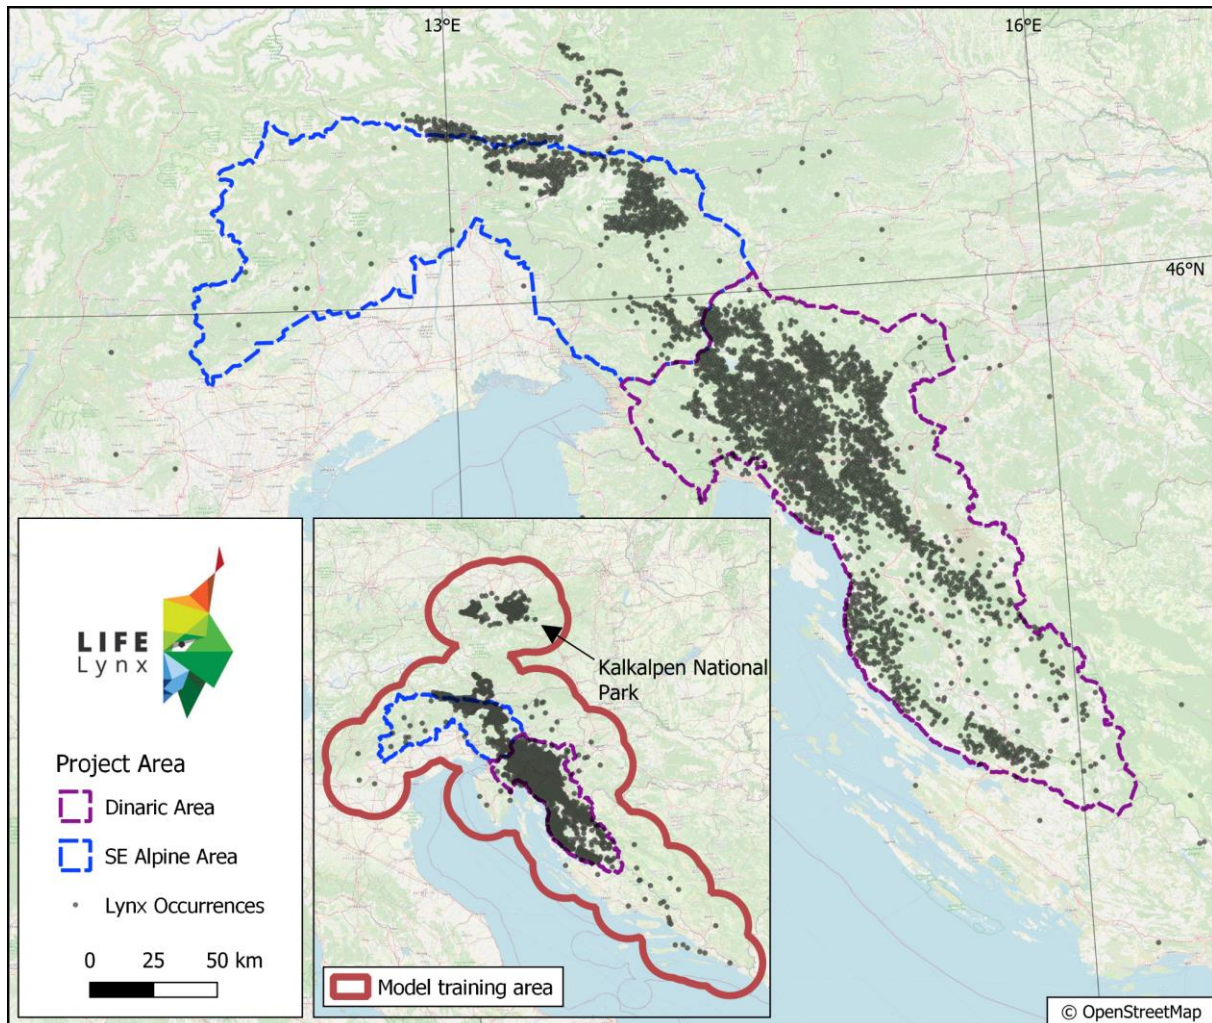 13°E
16°E
46°N
LIFE
Lynx
Project Area
Dinaric Area
SE Alpine Area
Lynx Occurrences
0 25 50 km
Kalkalpen National
Park
Model training area
© OpenStreetMap